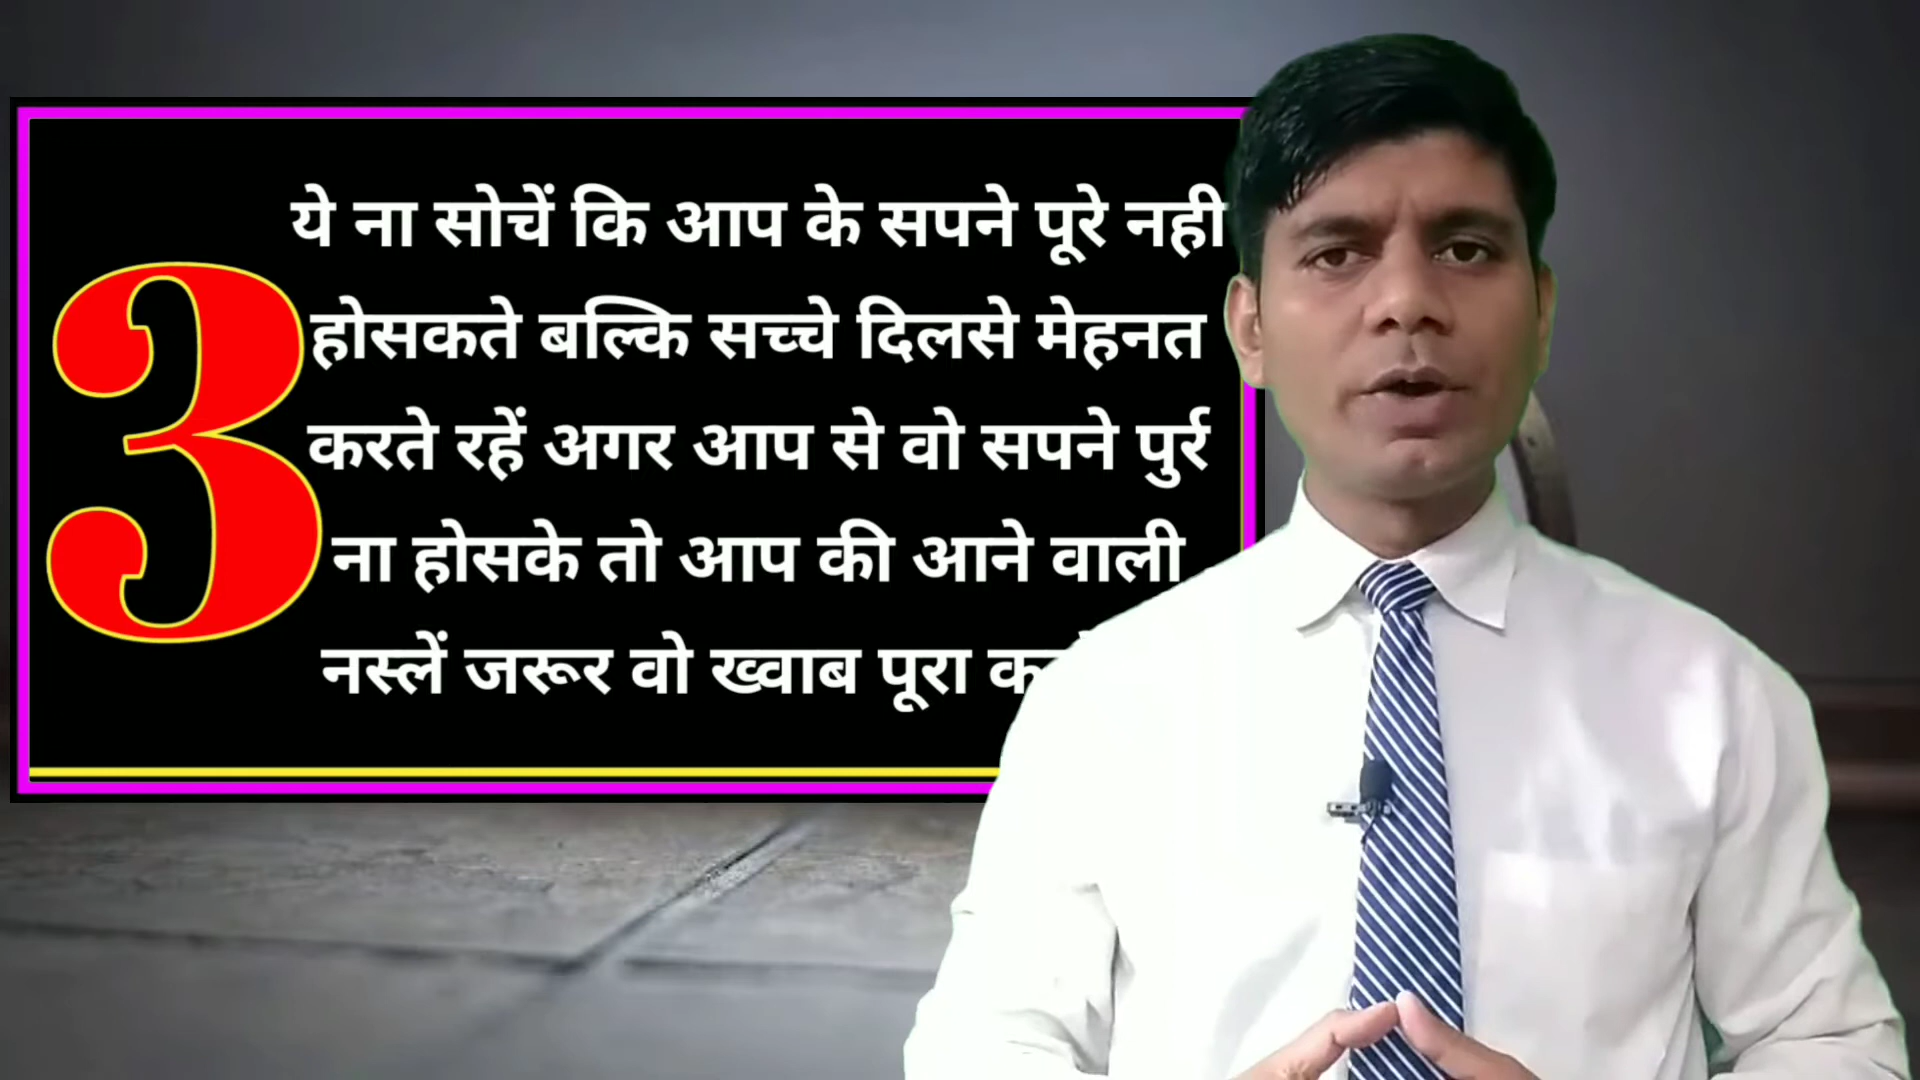 3
ये ना सोचें कि आप के सपने पूरे नही
होसकते बल्कि सच्चे दिलसे मेहनत
करते रहें अगर आप से वो सपने पुर्र
ना होसके तो आप की आने वाली
नस्लें जरूर वो ख्वाब पूरा